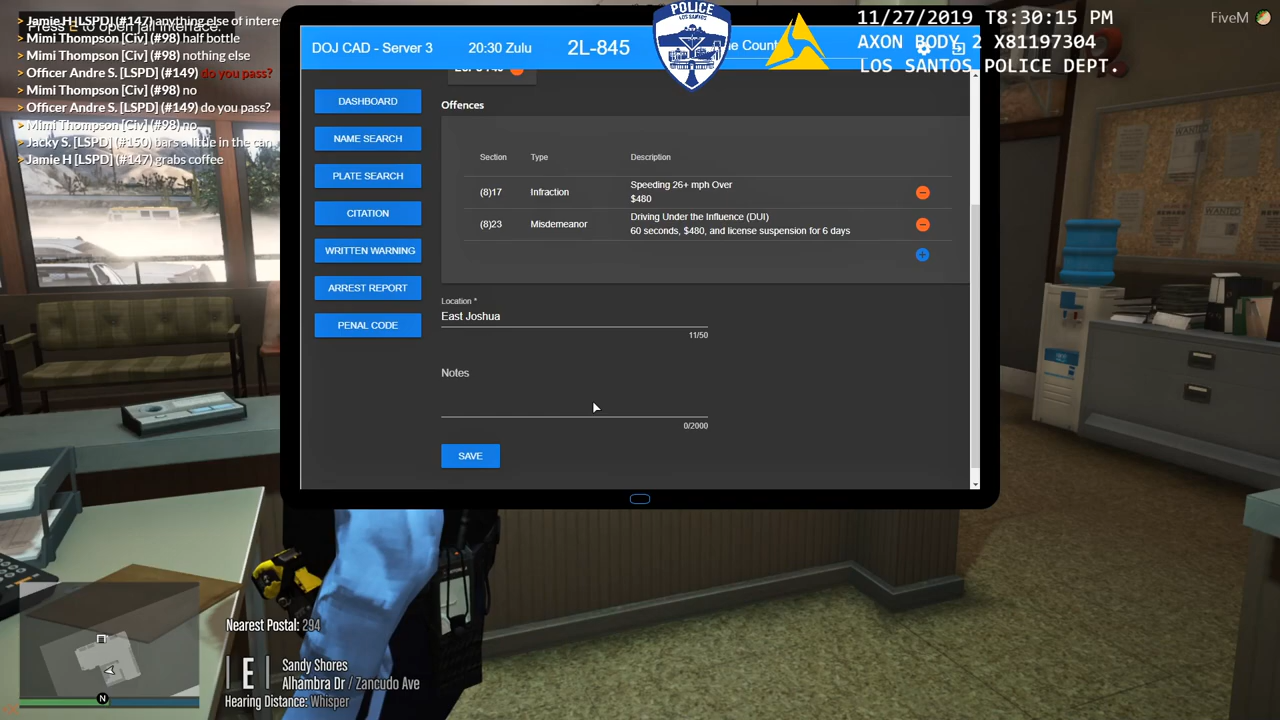 Jamie H [LSPD] (#147) anything else of interes
Press E to open jail interface.
> Mimi Thompson [Civ] (#98) half bottle
> Mimi Thompson [Civ] (#98) nothing else
> Officer Andre S. [LSPD] (#149) do you pass?
> Mimi Thompson [Civ] (#98) no
> Officer Andre S. [LSPD] (#149) do you pass?
> Mimi Thompson [Civ] (#98) no
> Jacky S. [LSPD] (#150) bars a little in the can
> Jamie H [LSPD] (#147) grabs coffee
DOJ CAD - Server 3
20:30 Zulu
2L-845
POLICE
LOS SANTOS
11/27/2019 T8:30:15 PM
AXON BODY 2 X81197304
LOS SANTOS POLICE DEPT.
FiveM
DASHBOARD
NAME SEARCH
PLATE SEARCH
CITATION
WRITTEN WARNING
ARREST REPORT
PENAL CODE
Offences
Section Type Description
(8)17 Infraction Speeding 26+ mph Over
$480
(8)23 Misdemeanor Driving Under the Influence (DUI)
60 seconds, $480, and license suspension for 6 days
Location *
East Joshua
11/50
Notes
0/2000
SAVE
WANTED
WANTED
Nearest Postal: 294
N
| E |
Sandy Shores
Alhambra Dr / Zancudo Ave
Hearing Distance: Whisper